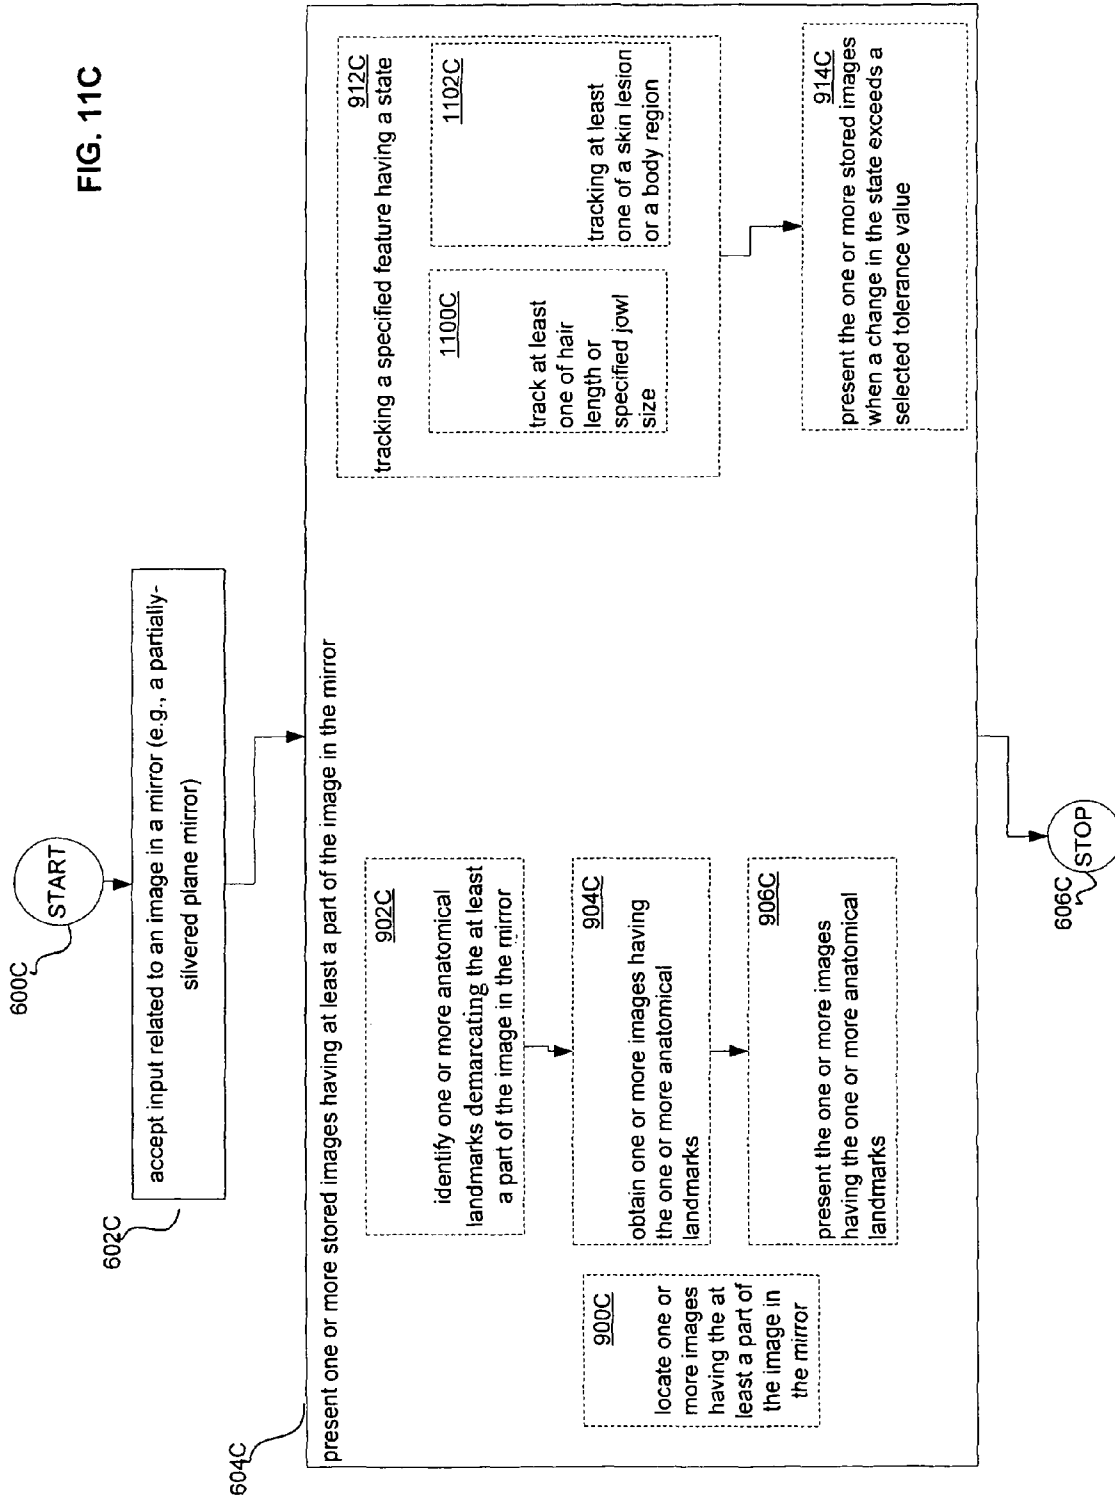 FIG. 11C
600C
START
602C
accept input related to an image in a mirror (e.g., a partially-
silvered plane mirror)
604C
present one or more stored images having at least a part of the image in the mirror
900C
locate one or
more images
having the at
least a part of
the image in
the mirror
902C
identify one or more anatomical
landmarks demarcating the at least
a part of the image in the mirror
904C
obtain one or more images having
the one or more anatomical
landmarks
906C
present the one or more images
having the one or more anatomical
landmarks
912C
tracking a specified feature having a state
1100C
track at least
one of hair
length or
specified jowl
size
1102C
tracking at least
one of a skin lesion
or a body region
914C
present the one or more stored images
when a change in the state exceeds a
selected tolerance value
606C
STOP